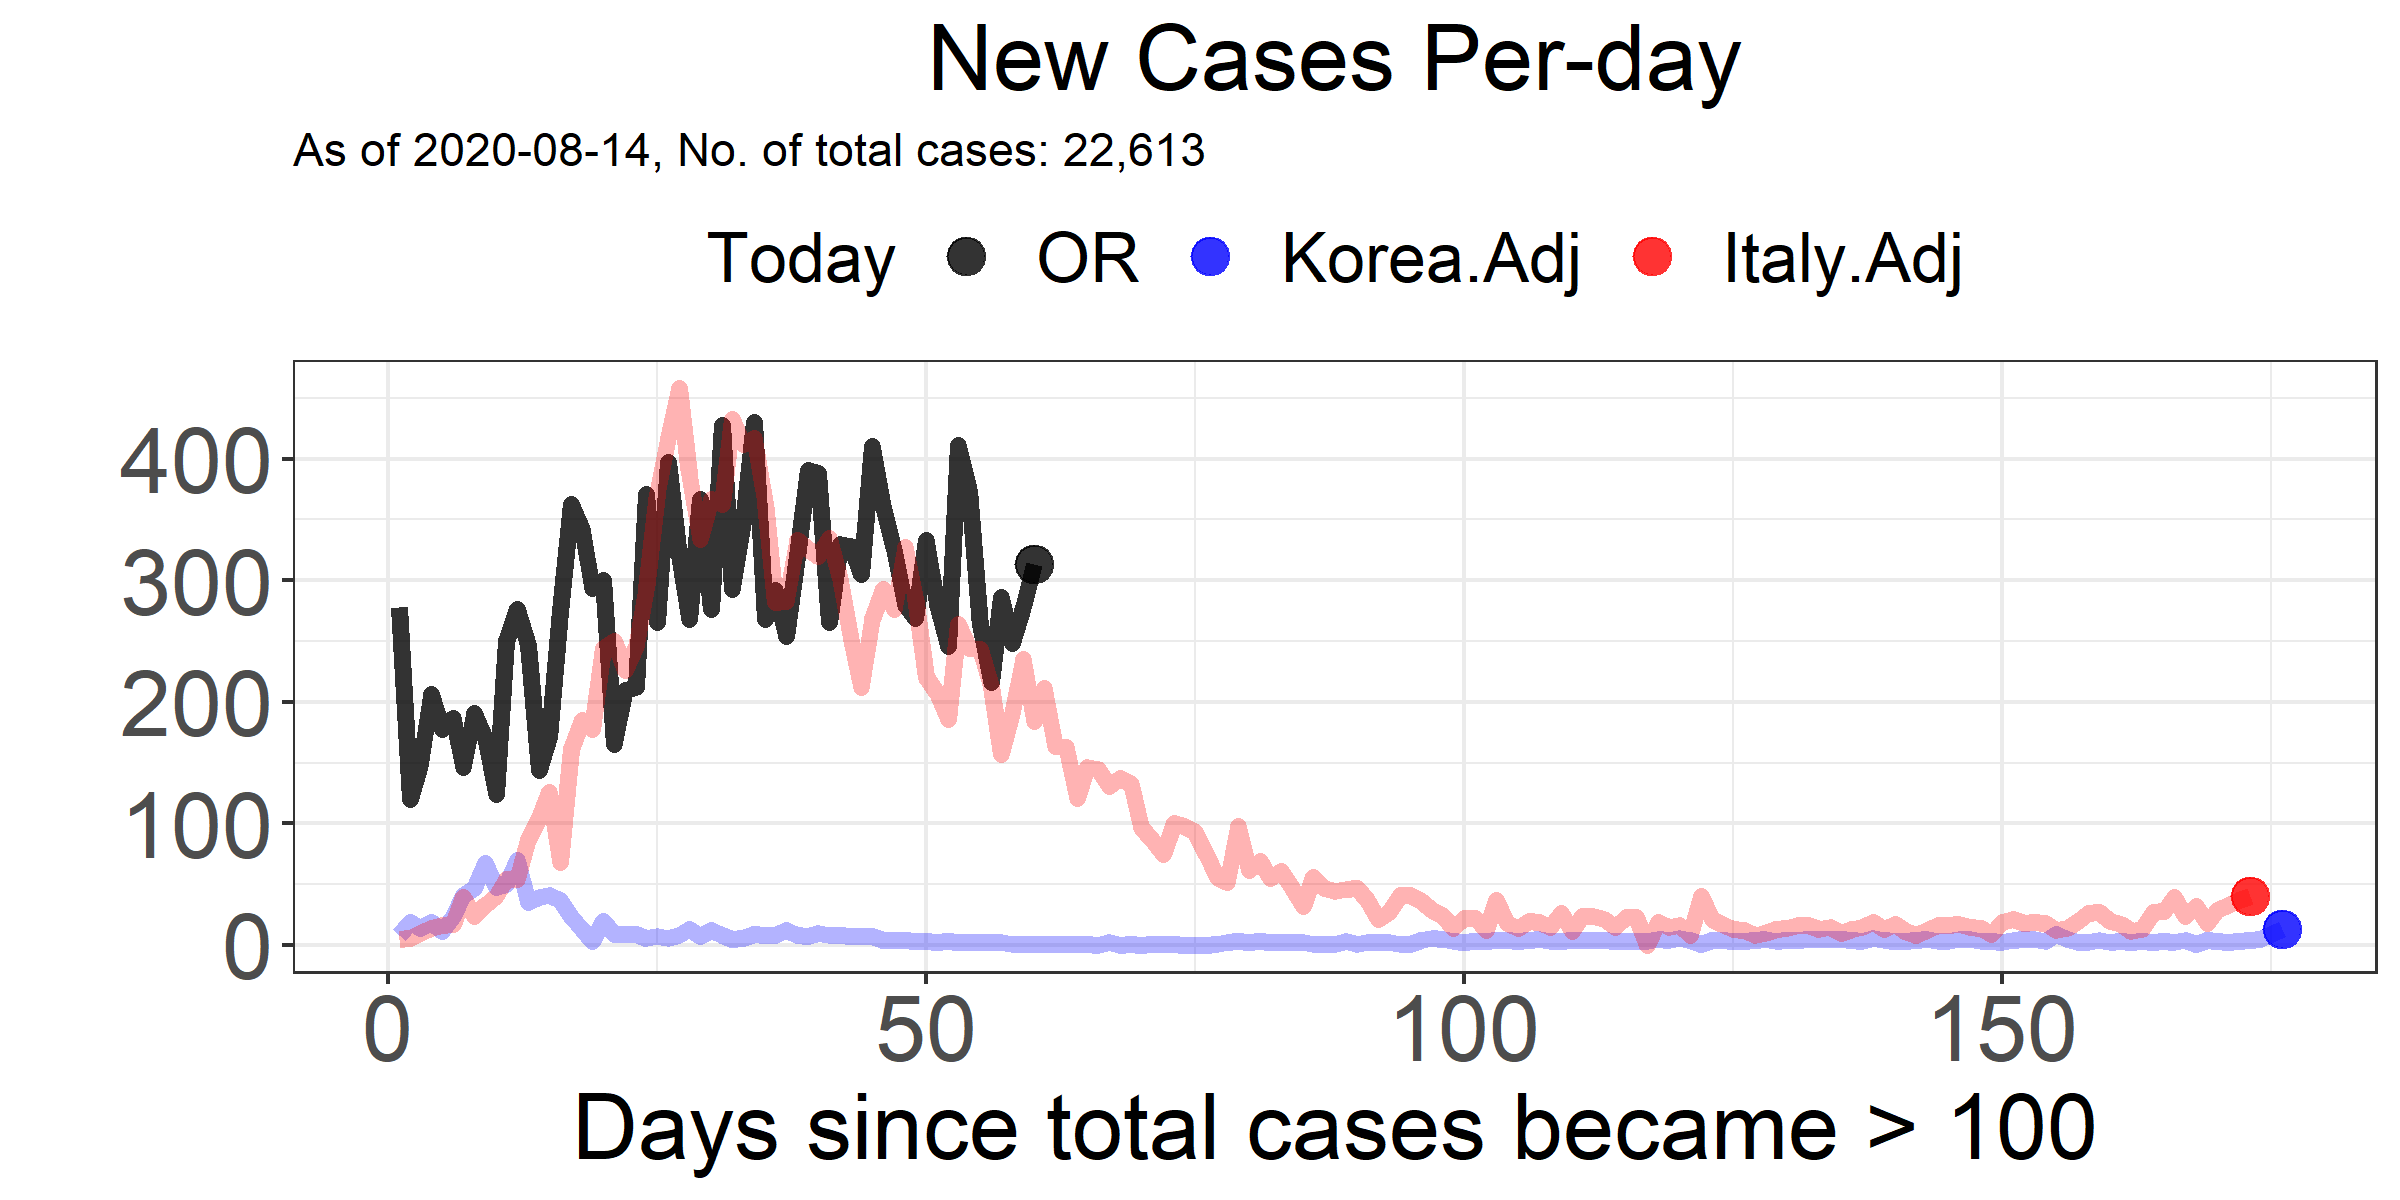 New Cases Per-day
As of 2020-08-14, No. of total cases: 22,613
Today OR Korea.Adj Italy.Adj
400
300
200
100
0
0 50 100 150
Days since total cases became > 100